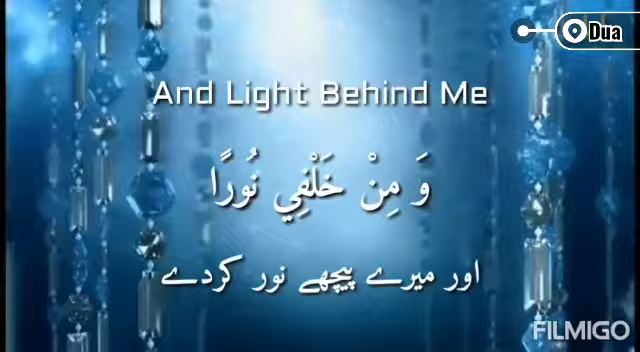 Dua
And Light Behind Me
وَ مِنْ خَلْفِي نُورًا
اور میرے پیچھے نور کردے
FILMIGO